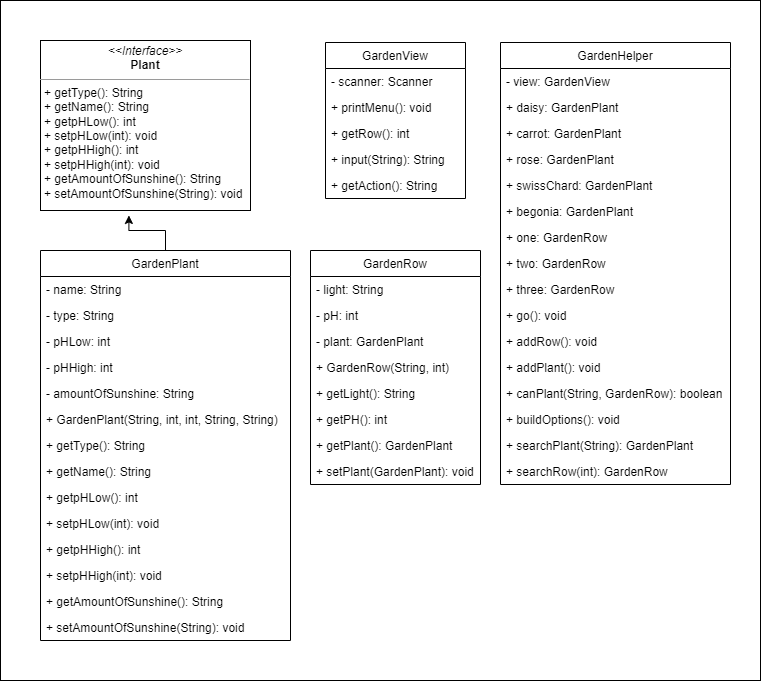 <<Interface>>
Plant
+ getType(): String
+ getName(): String
+ getpHLow(): int
+ setpHLow(int): void
+ getpHHigh(): int
+ setpHHigh(int): void
+ getAmountOfSunshine(): String
+ setAmountOfSunshine(String): void
GardenView
- scanner: Scanner
+ printMenu(): void
+ getRow(): int
+ input(String): String
+ getAction(): String
GardenHelper
- view: GardenView
+ daisy: GardenPlant
+ carrot: GardenPlant
+ rose: GardenPlant
+ swissChard: GardenPlant
+ begonia: GardenPlant
+ one: GardenRow
+ two: GardenRow
+ three: GardenRow
+ go(): void
+ addRow(): void
+ addPlant(): void
+ canPlant(String, GardenRow): boolean
+ buildOptions(): void
+ searchPlant(String): GardenPlant
+ searchRow(int): GardenRow
GardenPlant
- name: String
- type: String
- pHLow: int
- pHHigh: int
- amountOfSunshine: String
+ GardenPlant(String, int, int, String, String)
+ getType(): String
+ getName(): String
+ getpHLow(): int
+ setpHLow(int): void
+ getpHHigh(): int
+ setpHHigh(int): void
+ getAmountOfSunshine(): String
+ setAmountOfSunshine(String): void
GardenRow
- light: String
- pH: int
- plant: GardenPlant
+ GardenRow(String, int)
+ getLight(): String
+ getPH(): int
+ getPlant(): GardenPlant
+ setPlant(GardenPlant): void